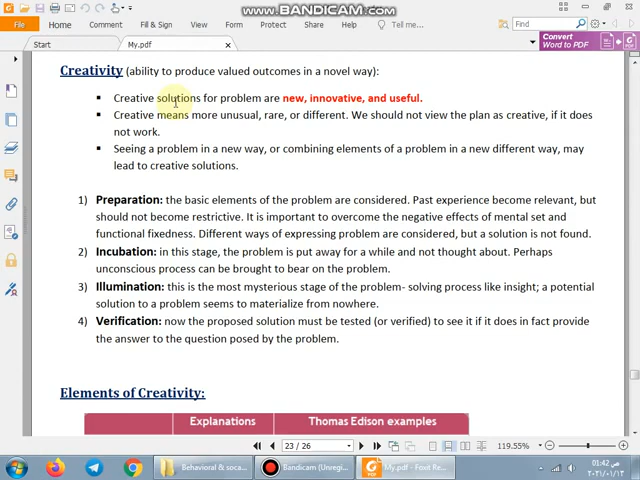 www.BANDICAM.com
File
Home
Comment
Fill & Sign
View
Form
Protect
Share
Help
Tell me...
Find
Start
My.pdf
Convert
Word to PDF
Creativity (ability to produce valued outcomes in a novel way):
▪ Creative solutions for problem are new, innovative, and useful.
▪ Creative means more unusual, rare, or different. We should not view the plan as creative, if it does
not work.
▪ Seeing a problem in a new way, or combining elements of a problem in a new different way, may
lead to creative solutions.
1) Preparation: the basic elements of the problem are considered. Past experience become relevant, but
should not become restrictive. It is important to overcome the negative effects of mental set and
functional fixedness. Different ways of expressing problem are considered, but a solution is not found.
2) Incubation: in this stage, the problem is put away for a while and not thought about. Perhaps
unconscious process can be brought to bear on the problem.
3) Illumination: this is the most mysterious stage of the problem- solving process like insight; a potential
solution to a problem seems to materialize from nowhere.
4) Verification: now the proposed solution must be tested (or verified) to see it if it does in fact provide
the answer to the question posed by the problem.
Elements of Creativity:
Explanations
Thomas Edison examples
23 / 26
119.55%
Behavioral & soca...
Bandicam (Unregi...
My.pdf - Foxit Re...
01:42 ص
٢٠٢١/٠١/١٣